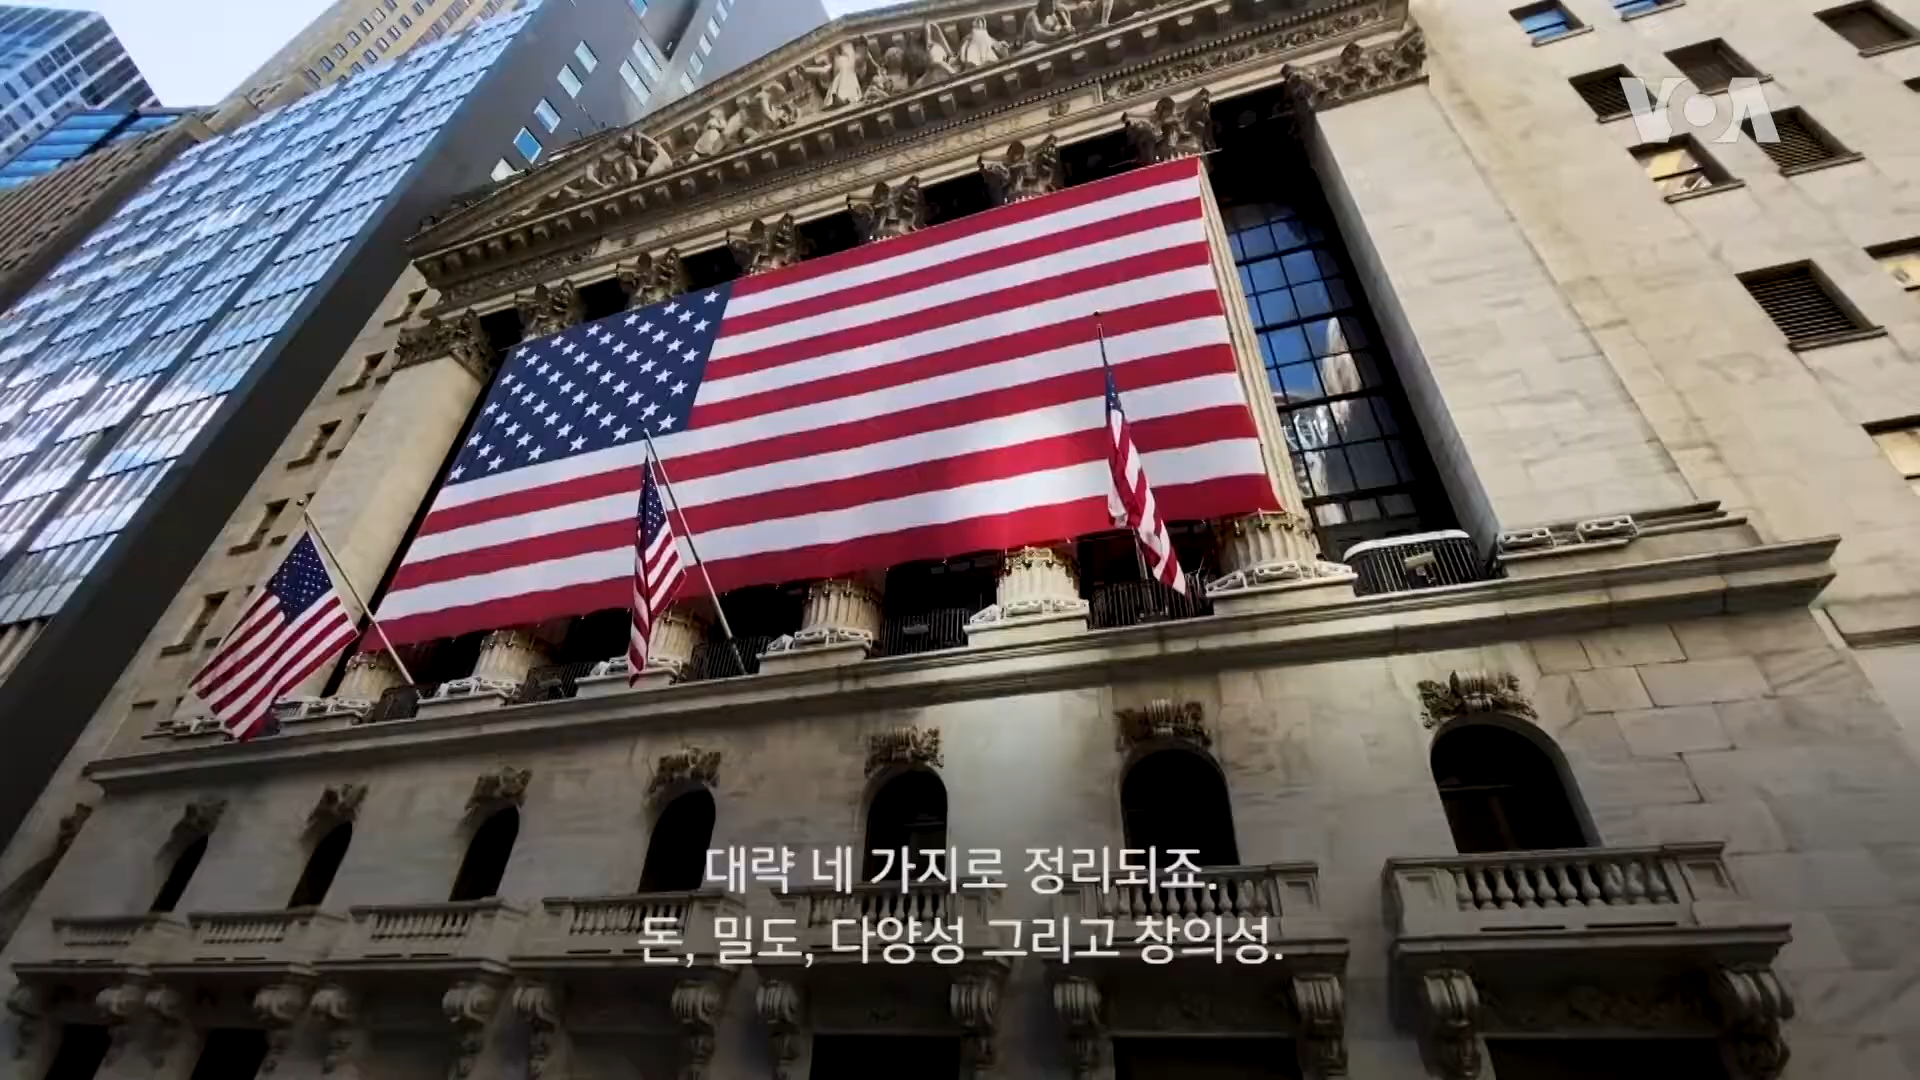 VOA
대략 네 가지로 정리되죠.
돈, 밀도, 다양성 그리고 창의성.